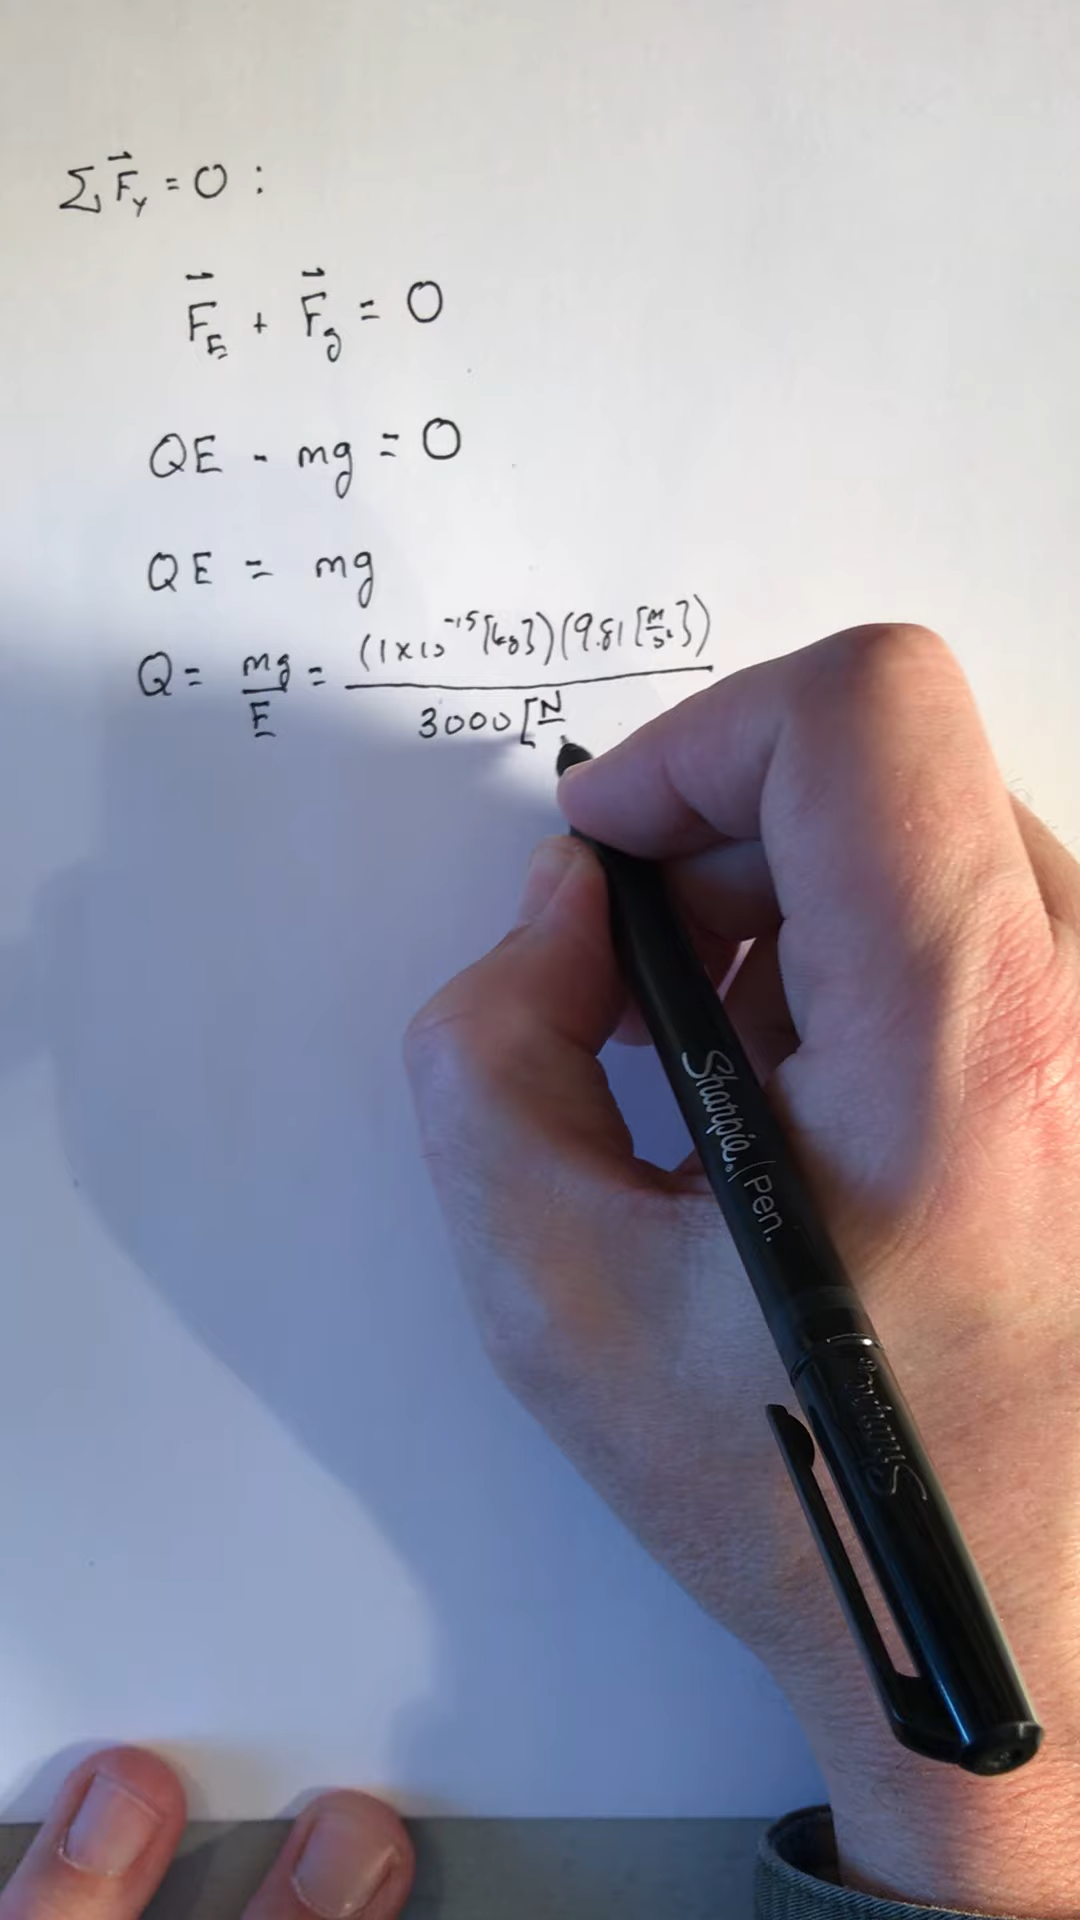 ΣF⃗y = 0 :
F⃗E + F⃗g = 0
QE - mg = 0
QE = mg
Q = mg/E = (1×10⁻¹⁵[kg])(9.81[m/s²]) / 3000[N
Sharpie. | Pen.
Sharpie